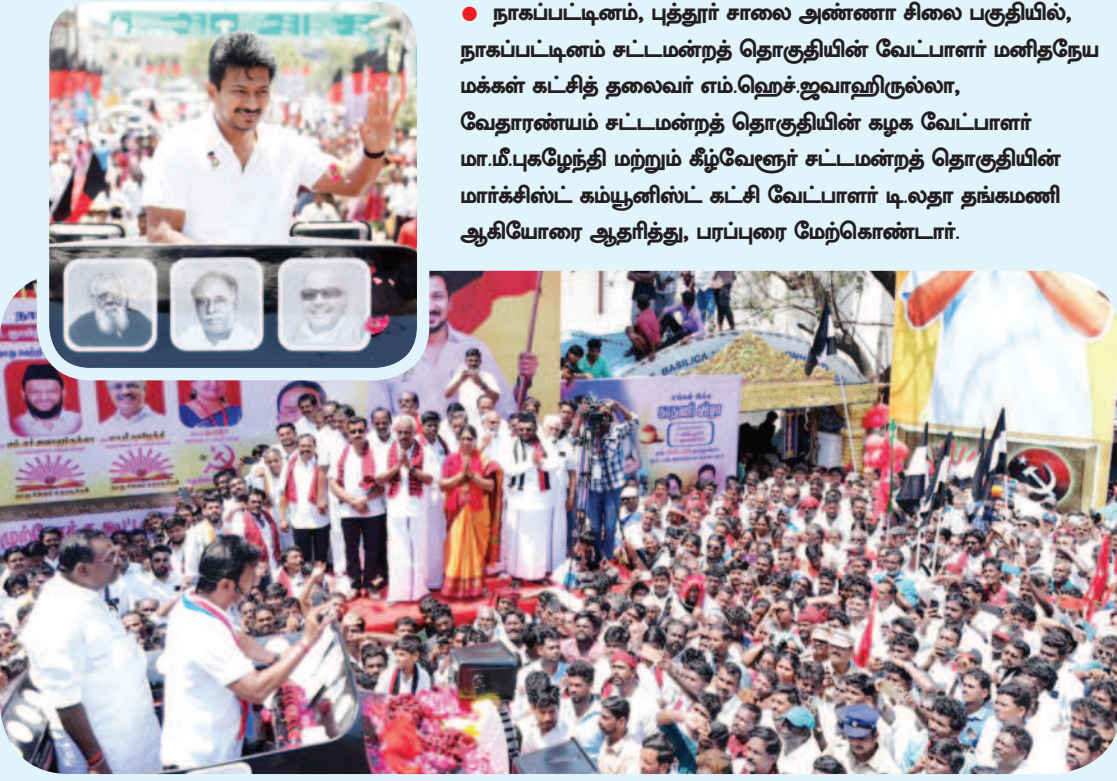 ● நாகப்பட்டினம், புத்தூர் சாலை அண்ணா சிலை பகுதியில்,
நாகப்பட்டினம் சட்டமன்றத் தொகுதியின் வேட்பாளர் மனிதநேய
மக்கள் கட்சித் தலைவர் எம்.ஹெச்.ஜவாஹிருல்லா,
வேதாரண்யம் சட்டமன்றத் தொகுதியின் கழக வேட்பாளர்
மா.மீ.புகழேந்தி மற்றும் கீழ்வேளூர் சட்டமன்றத் தொகுதியின்
மார்க்சிஸ்ட் கம்யூனிஸ்ட் கட்சி வேட்பாளர் டி.லதா தங்கமணி
ஆகியோரை ஆதரித்து, பரப்புரை மேற்கொண்டார்.
BASILICA
காதணி விழா